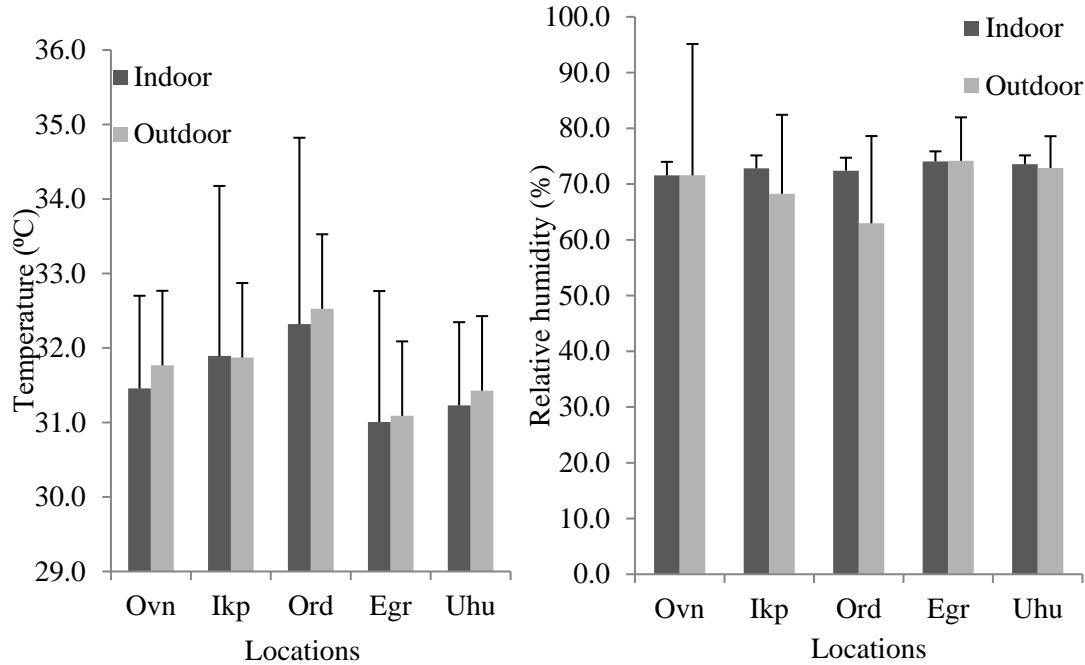 36.0
35.0
34.0
33.0
32.0
31.0
30.0
29.0
Temperature (⁰C)
Indoor
Outdoor
Ovn Ikp Ord Egr Uhu
Locations
100.0
90.0
80.0
70.0
60.0
50.0
40.0
30.0
20.0
10.0
0.0
Relative humidity (%)
Indoor
Outdoor
Ovn Ikp Ord Egr Uhu
Locations